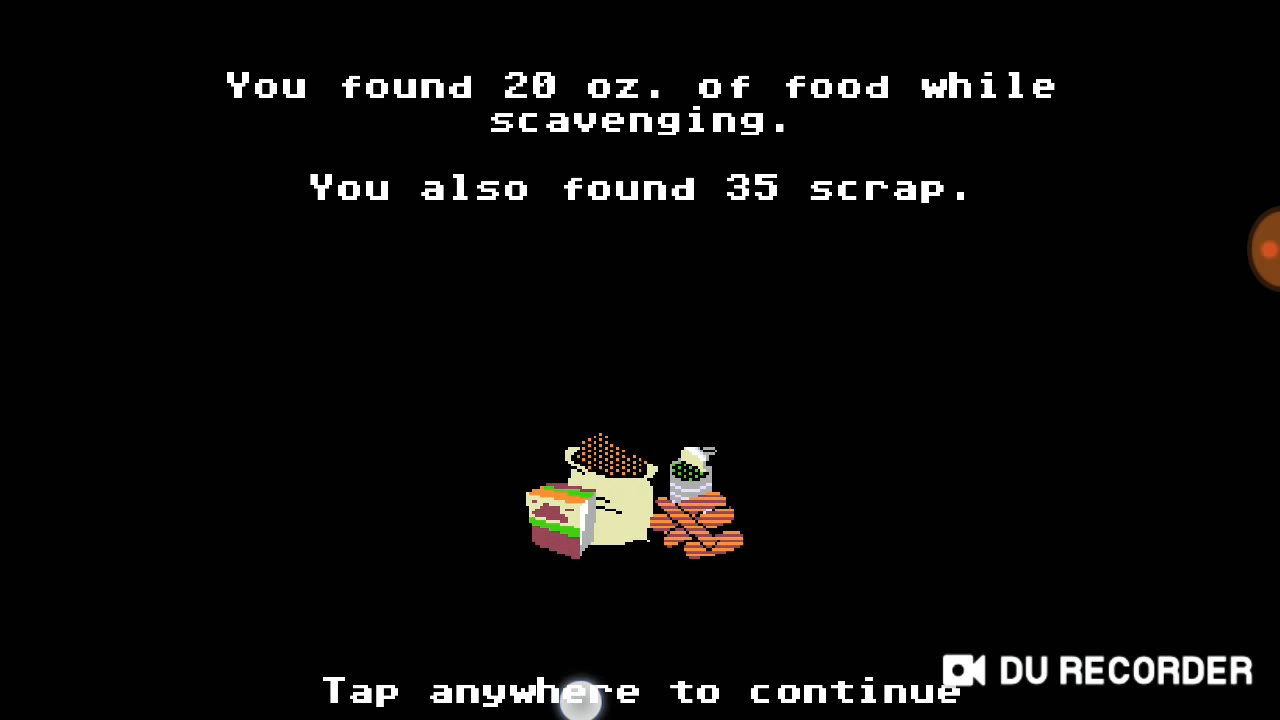 You found 20 oz. of food while
scavenging.
You also found 35 scrap.
Tap anywhere to continue
DU RECORDER